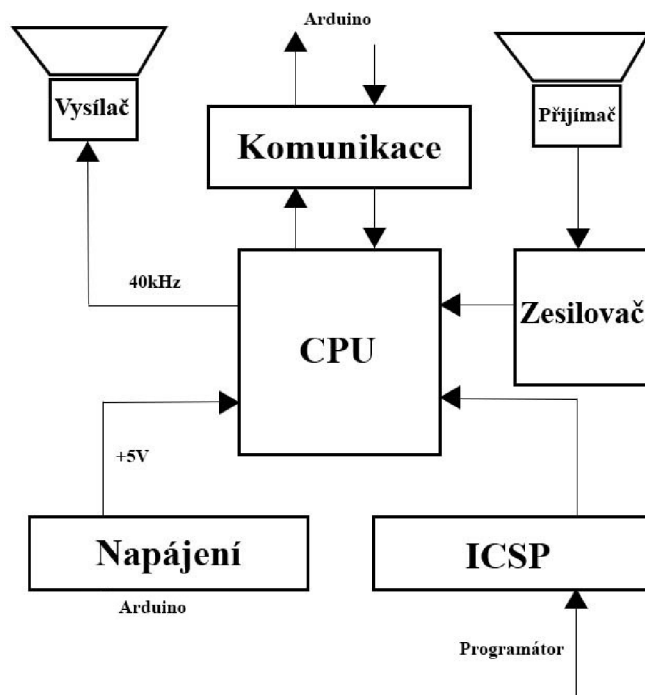 Arduino
Vysílač
Přijímač
Komunikace
40kHz
Zesilovač
CPU
+5V
Napájení
ICSP
Arduino
Programátor